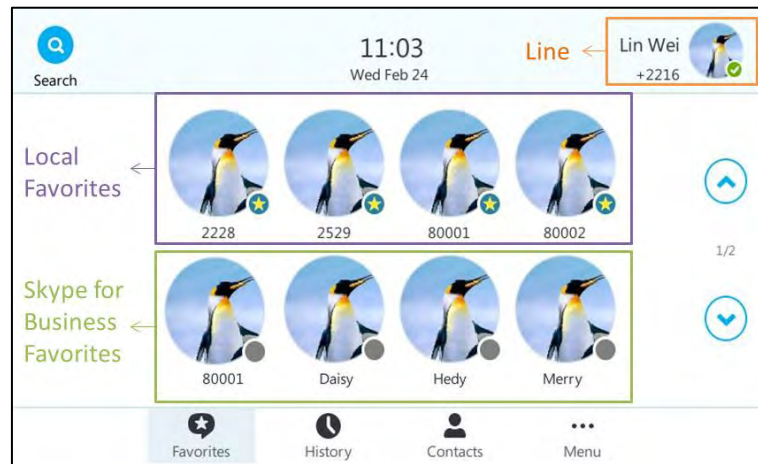 11:03
Wed Feb 24
Search
Line
Lin Wei
+2216
Local
Favorites
2228
2529
80001
80002
1/2
Skype for
Business
Favorites
80001
Daisy
Hedy
Merry
Favorites
History
Contacts
Menu